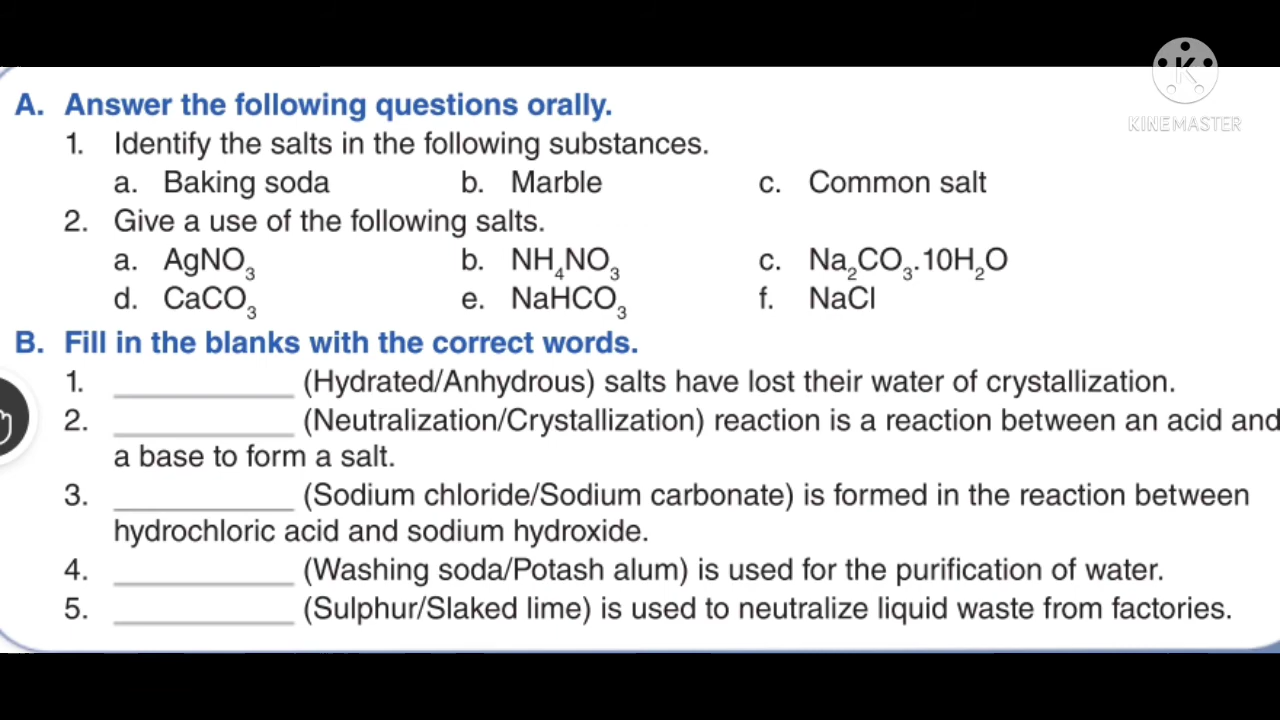 KINEMASTER
A. Answer the following questions orally.
1. Identify the salts in the following substances.
a. Baking soda b. Marble c. Common salt
2. Give a use of the following salts.
a. AgNO₃ b. NH₄NO₃ c. Na₂CO₃.10H₂O
d. CaCO₃ e. NaHCO₃ f. NaCl
B. Fill in the blanks with the correct words.
1. ____________ (Hydrated/Anhydrous) salts have lost their water of crystallization.
2. ____________ (Neutralization/Crystallization) reaction is a reaction between an acid and
a base to form a salt.
3. ____________ (Sodium chloride/Sodium carbonate) is formed in the reaction between
hydrochloric acid and sodium hydroxide.
4. ____________ (Washing soda/Potash alum) is used for the purification of water.
5. ____________ (Sulphur/Slaked lime) is used to neutralize liquid waste from factories.